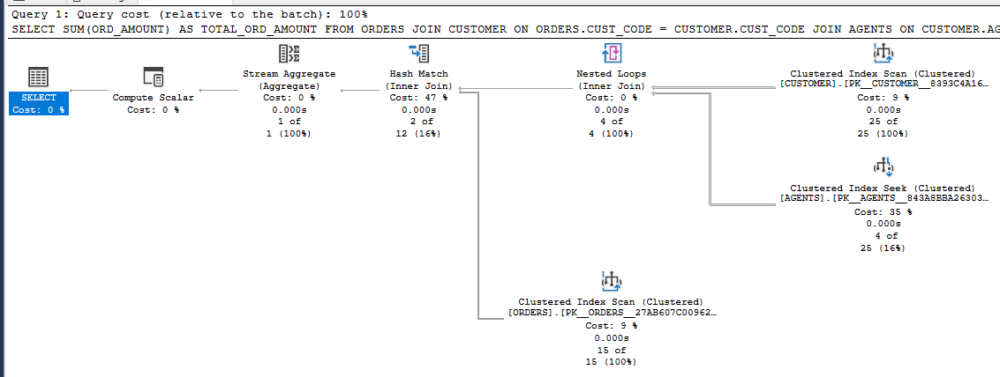 Query 1: Query cost (relative to the batch): 100%
SELECT SUM(ORD_AMOUNT) AS TOTAL_ORD_AMOUNT FROM ORDERS JOIN CUSTOMER ON ORDERS.CUST_CODE = CUSTOMER.CUST_CODE JOIN AGENTS ON CUSTOMER.AG
SELECT
Cost: 0 %
Compute Scalar
Cost: 0 %
Stream Aggregate
(Aggregate)
Cost: 0 %
0.000s
1 of
1 (100%)
Hash Match
(Inner Join)
Cost: 47 %
0.000s
2 of
12 (16%)
Nested Loops
(Inner Join)
Cost: 0 %
0.000s
4 of
4 (100%)
Clustered Index Scan (Clustered)
[CUSTOMER].[PK__CUSTOMER__8393C4A16…
Cost: 9 %
0.000s
25 of
25 (100%)
Clustered Index Seek (Clustered)
[AGENTS].[PK__AGENTS__843A8BBA26303…
Cost: 35 %
0.000s
4 of
25 (16%)
Clustered Index Scan (Clustered)
[ORDERS].[PK__ORDERS__27AB607C00962…
Cost: 9 %
0.000s
15 of
15 (100%)